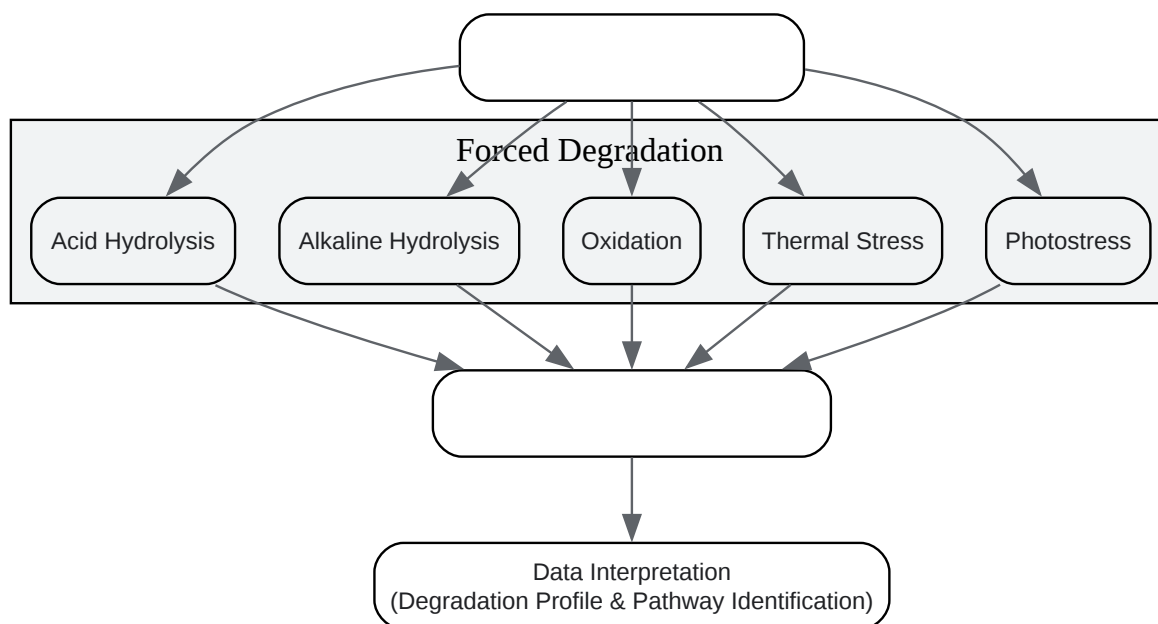 Forced Degradation
Acid Hydrolysis
Alkaline Hydrolysis
Oxidation
Thermal Stress
Photostress
Data Interpretation
(Degradation Profile & Pathway Identification)